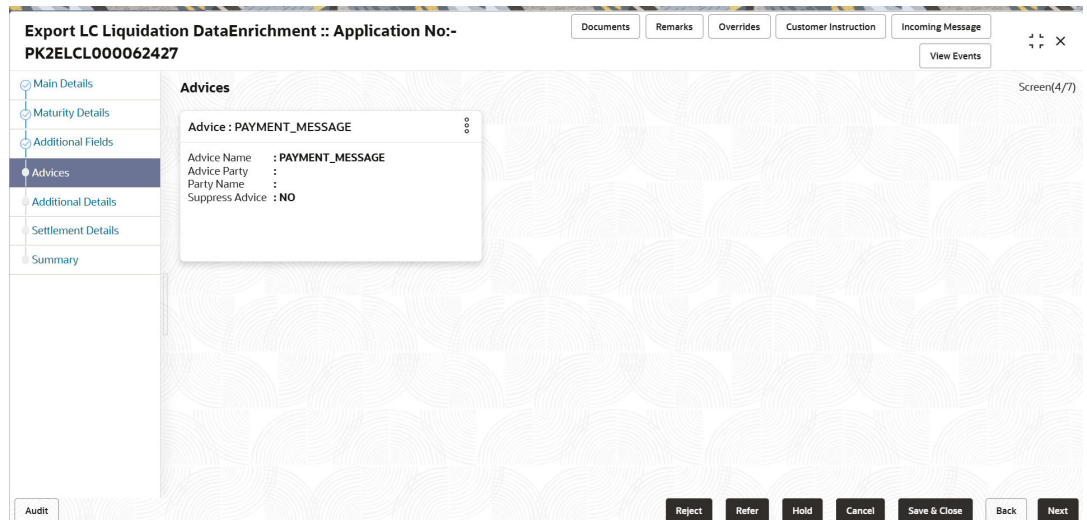 Export LC Liquidation DataEnrichment :: Application No:-
PK2ELCL000062427
Documents
Remarks
Overrides
Customer Instruction
Incoming Message
View Events
Main Details
Maturity Details
Additional Fields
Advices
Additional Details
Settlement Details
Summary
Advices
Screen(4/7)
Advice : PAYMENT_MESSAGE
Advice Name : PAYMENT_MESSAGE
Advice Party :
Party Name :
Suppress Advice : NO
Audit
Reject
Refer
Hold
Cancel
Save & Close
Back
Next